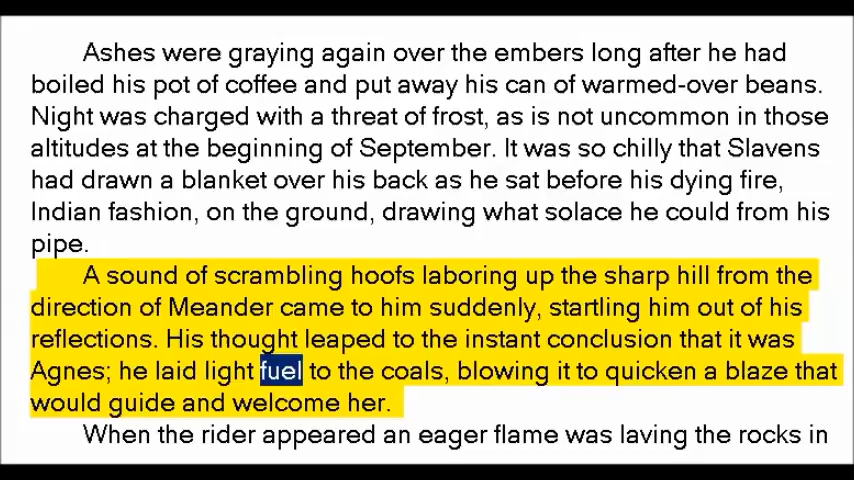 Ashes were graying again over the embers long after he had
boiled his pot of coffee and put away his can of warmed-over beans.
Night was charged with a threat of frost, as is not uncommon in those
altitudes at the beginning of September. It was so chilly that Slavens
had drawn a blanket over his back as he sat before his dying fire,
Indian fashion, on the ground, drawing what solace he could from his
pipe.
A sound of scrambling hoofs laboring up the sharp hill from the
direction of Meander came to him suddenly, startling him out of his
reflections. His thought leaped to the instant conclusion that it was
Agnes; he laid light fuel to the coals, blowing it to quicken a blaze that
would guide and welcome her.
When the rider appeared an eager flame was laving the rocks in